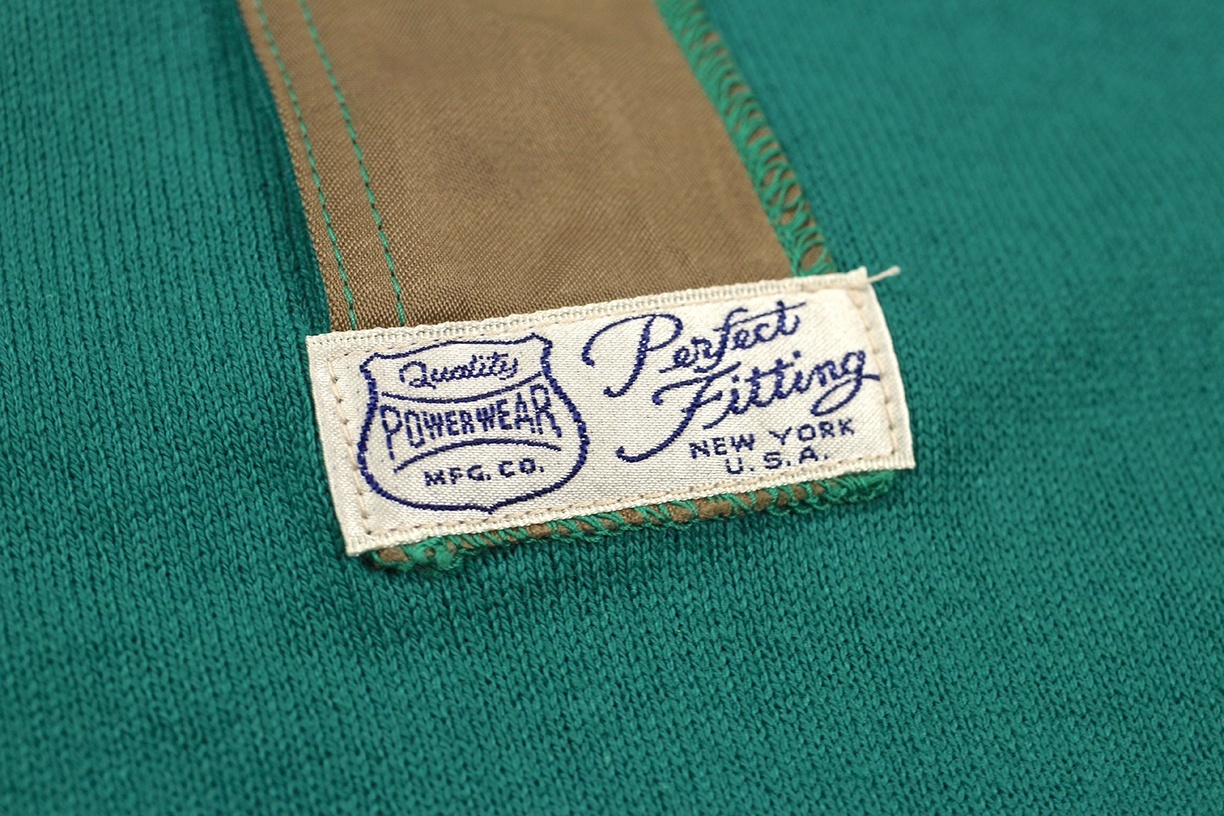 Quality
POWERWEAR
MFG. CO.
Perfect
Fitting
NEW YORK
U.S.A.